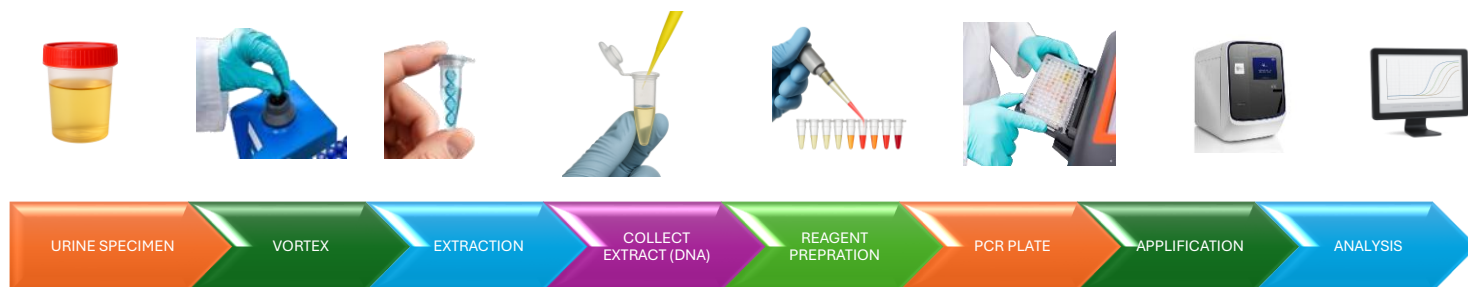 URINE SPECIMEN
VORTEX
EXTRACTION
COLLECT
EXTRACT (DNA)
REAGENT
PREPRATION
PCR PLATE
APPLIFICATION
ANALYSIS